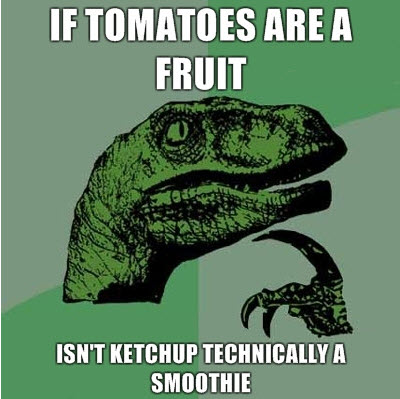 IF TOMATOES ARE A
FRUIT
ISN'T KETCHUP TECHNICALLY A
SMOOTHIE